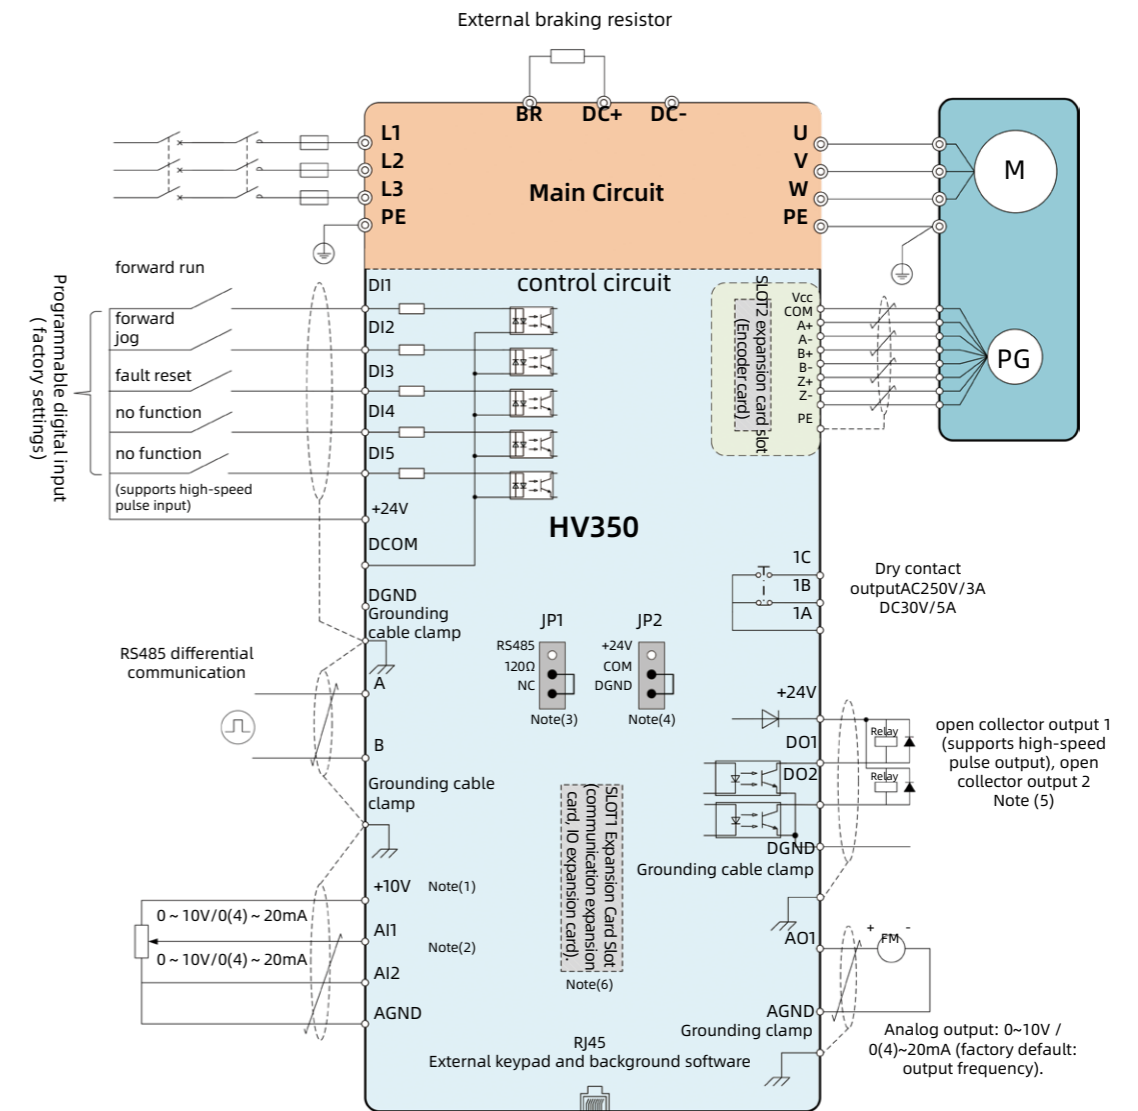 External braking resistor
BR
DC+
DC-
L1
L2
L3
PE
Main Circuit
U
V
W
PE
M
forward run
forward
jog
fault reset
no function
no function
(supports high-speed
pulse input)
Programmable digital input
( factory settings)
DI1
DI2
DI3
DI4
DI5
+24V
DCOM
DGND
Grounding
cable clamp
control circuit
SLOT2 expansion card slot
(Encoder card)
Vcc
COM
A+
A-
B+
B-
Z+
Z-
PE
PG
HV350
1C
1B
1A
Dry contact
outputAC250V/3A
DC30V/5A
JP1
RS485
120Ω
NC
Note(3)
JP2
+24V
COM
DGND
Note(4)
RS485 differential
communication
A
B
Grounding cable
clamp
+24V
DO1
DO2
DGND
Grounding cable clamp
Relay
Relay
open collector output 1
(supports high-speed
pulse output), open
collector output 2
Note (5)
SLOT1 Expansion Card Slot
(communication expansion
card, IO expansion card).
Note(6)
+10V
Note(1)
0 ~ 10V/0(4) ~ 20mA
AI1
Note(2)
0 ~ 10V/0(4) ~ 20mA
AI2
AGND
AO1
+
FM
-
AGND
Grounding clamp
Analog output: 0~10V /
0(4)~20mA (factory default:
output frequency).
RJ45
External keypad and background software